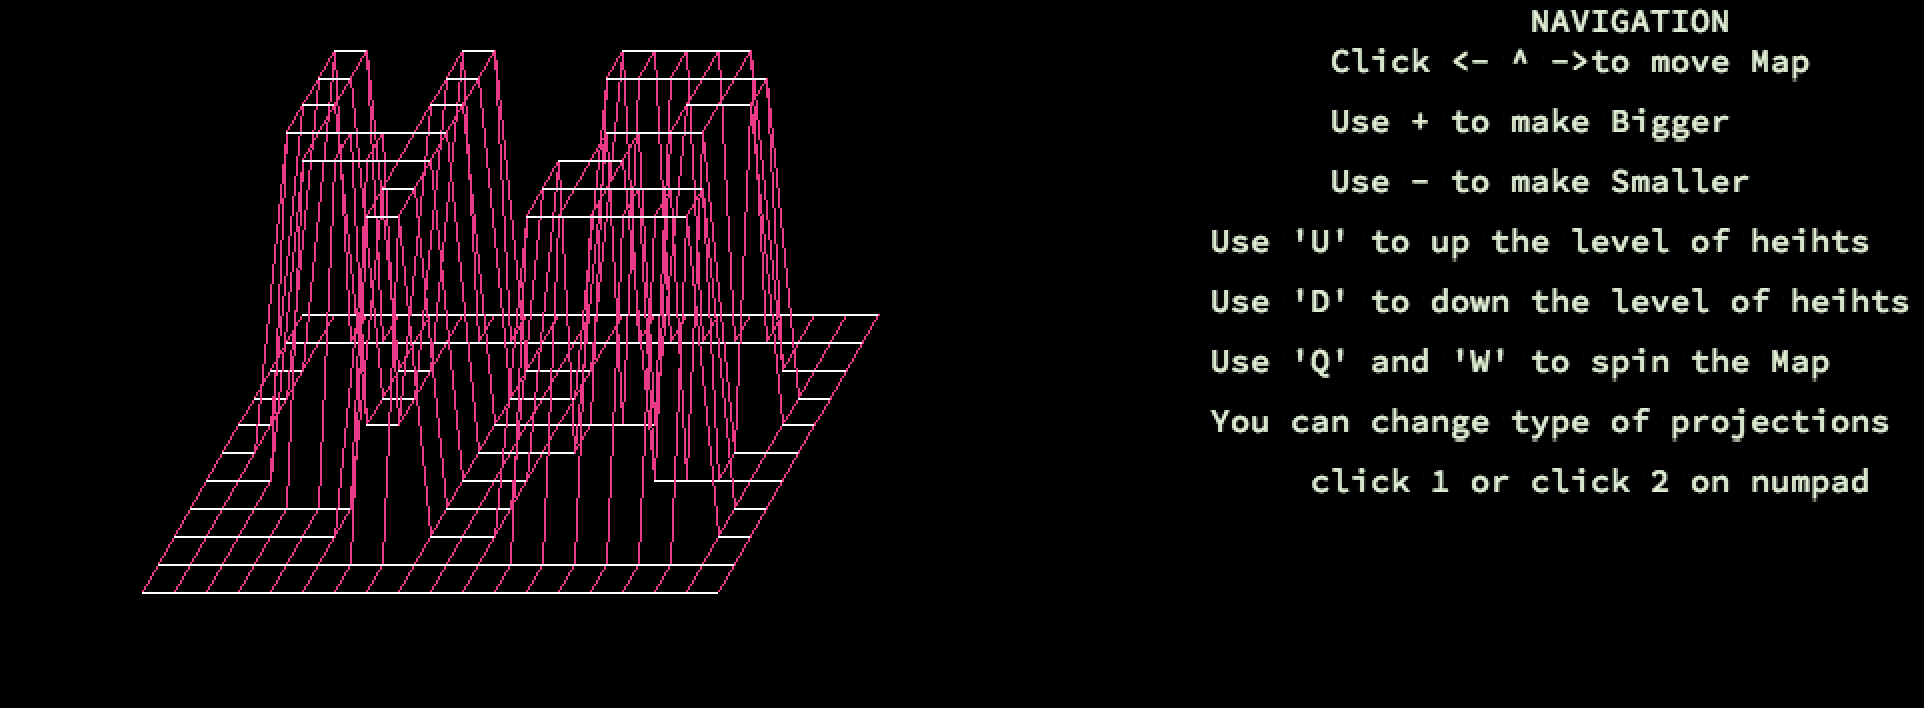 NAVIGATION
Click <- ^ ->to move Map
Use + to make Bigger
Use - to make Smaller
Use 'U' to up the level of heihts
Use 'D' to down the level of heihts
Use 'Q' and 'W' to spin the Map
You can change type of projections
click 1 or click 2 on numpad